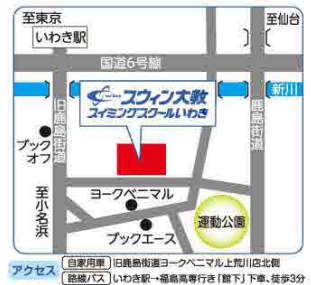 至東京
いわき駅
至仙台
国道6号線
新川
旧鹿島街道
鹿島街道
スウィン大教
スイミングスクールいわき
ブック
オフ
至小名浜
ヨークベニマル
ブックエース
運動公園
アクセス
自家用車 旧鹿島街道ヨークベニマル上荒川店北側
路線バス いわき駅→福島高専行き「館下」下車、徒歩3分